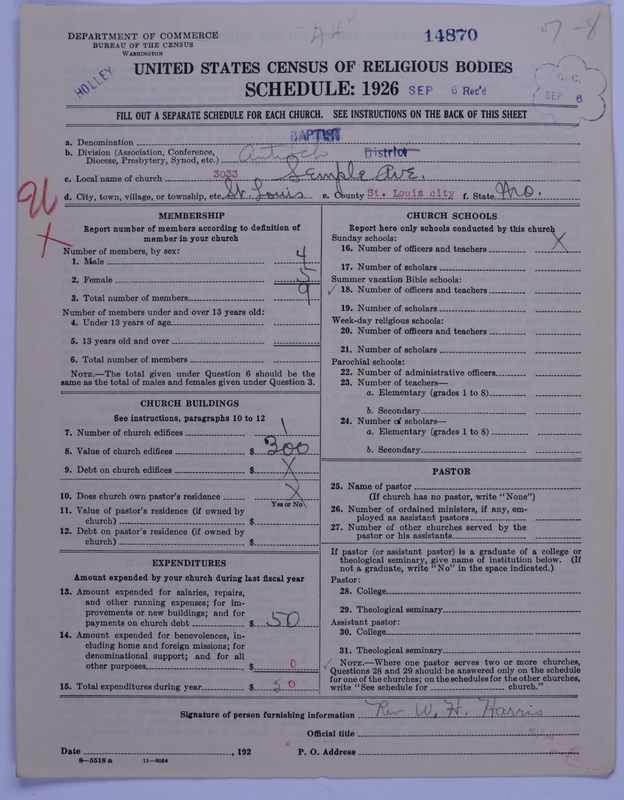 DEPARTMENT OF COMMERCE
BUREAU OF THE CENSUS
WASHINGTON
14870
HOLLEY
UNITED STATES CENSUS OF RELIGIOUS BODIES
SCHEDULE: 1926 SEP 6 Rec'd
SEP 6
FILL OUT A SEPARATE SCHEDULE FOR EACH CHURCH. SEE INSTRUCTIONS ON THE BACK OF THIS SHEET
a. Denomination BAPTIST
b. Division (Association, Conference, Diocese, Presbytery, Synod, etc.) Antioch District
c. Local name of church 3033 Semple Ave.
d. City, town, village, or township, etc. St. Louis e. County St. Louis city f. State Mo.
MEMBERSHIP
Report number of members according to definition of
member in your church
Number of members, by sex:
1. Male 4
2. Female 5
3. Total number of members 9
Number of members under and over 13 years old:
4. Under 13 years of age
5. 13 years old and over
6. Total number of members
NOTE.—The total given under Question 6 should be the
same as the total of males and females given under Question 3.
CHURCH BUILDINGS
See instructions, paragraphs 10 to 12
7. Number of church edifices 1
8. Value of church edifices $ 300
9. Debt on church edifices $ X
10. Does church own pastor's residence X
Yes or No
11. Value of pastor's residence (if owned by
church) $
12. Debt on pastor's residence (if owned by
church) $
EXPENDITURES
Amount expended by your church during last fiscal year
13. Amount expended for salaries, repairs,
and other running expenses; for im-
provements or new buildings; and for
payments on church debt $ 50
14. Amount expended for benevolences, in-
cluding home and foreign missions; for
denominational support; and for all
other purposes $ 0
15. Total expenditures during year $ 50
CHURCH SCHOOLS
Report here only schools conducted by this church
Sunday schools:
16. Number of officers and teachers X
17. Number of scholars
Summer vacation Bible schools:
18. Number of officers and teachers
19. Number of scholars
Week-day religious schools:
20. Number of officers and teachers
21. Number of scholars
Parochial schools:
22. Number of administrative officers
23. Number of teachers—
a. Elementary (grades 1 to 8)
b. Secondary
24. Number of scholars—
a. Elementary (grades 1 to 8)
b. Secondary
PASTOR
25. Name of pastor
(If church has no pastor, write "None")
26. Number of ordained ministers, if any, em-
ployed as assistant pastors
27. Number of other churches served by the
pastor or his assistants
If pastor (or assistant pastor) is a graduate of a college or
theological seminary, give name of institution below. (If
not a graduate, write "No" in the space indicated.)
Pastor:
28. College
29. Theological seminary
Assistant pastor:
30. College
31. Theological seminary
NOTE.—Where one pastor serves two or more churches,
Questions 28 and 29 should be answered only on the schedule
for one of the churches; on the schedules for the other churches,
write "See schedule for church."
Signature of person furnishing information Rev W. H. Harris
Official title
Date , 192 P. O. Address
8—5518 a 11—9034